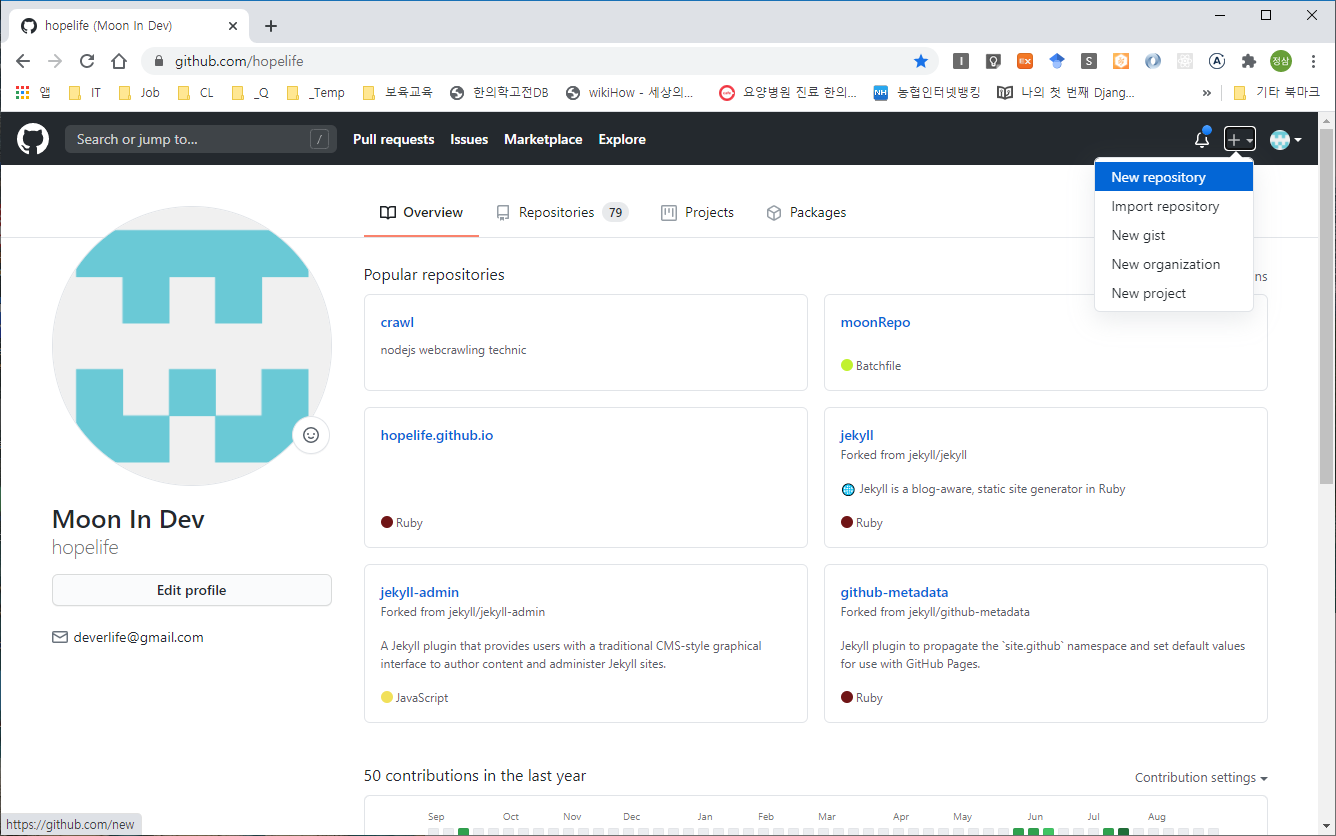 hopelife (Moon In Dev)
github.com/hopelife
EX
S
A
정삼
앱
IT
Job
CL
_Q
_Temp
보육교육
한의학고전DB
wikiHow - 세상의...
요양병원 진료 한의...
NH
농협인터넷뱅킹
나의 첫 번째 Djang...
»
기타 북마크
Search or jump to...
/
Pull requests
Issues
Marketplace
Explore
New repository
Import repository
New gist
New organization
New project
Overview
Repositories 79
Projects
Packages
Popular repositories
ns
crawl
nodejs webcrawling technic
moonRepo
Batchfile
hopelife.github.io
Ruby
jekyll
Forked from jekyll/jekyll
Jekyll is a blog-aware, static site generator in Ruby
Ruby
jekyll-admin
Forked from jekyll/jekyll-admin
A Jekyll plugin that provides users with a traditional CMS-style graphical
interface to author content and administer Jekyll sites.
JavaScript
github-metadata
Forked from jekyll/github-metadata
Jekyll plugin to propagate the `site.github` namespace and set default values
for use with GitHub Pages.
Ruby
Moon In Dev
hopelife
Edit profile
deverlife@gmail.com
50 contributions in the last year
Contribution settings
Sep Oct Nov Dec Jan Feb Mar Apr May Jun Jul Aug
https://github.com/new